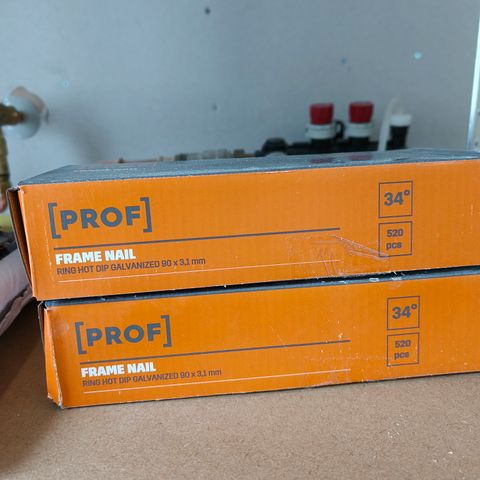 [PROF]
34°
FRAME NAIL
520
pcs
RING HOT DIP GALVANIZED 90 x 3,1 mm
[PROF]
34°
FRAME NAIL
520
pcs
RING HOT DIP GALVANIZED 90 x 3,1 mm